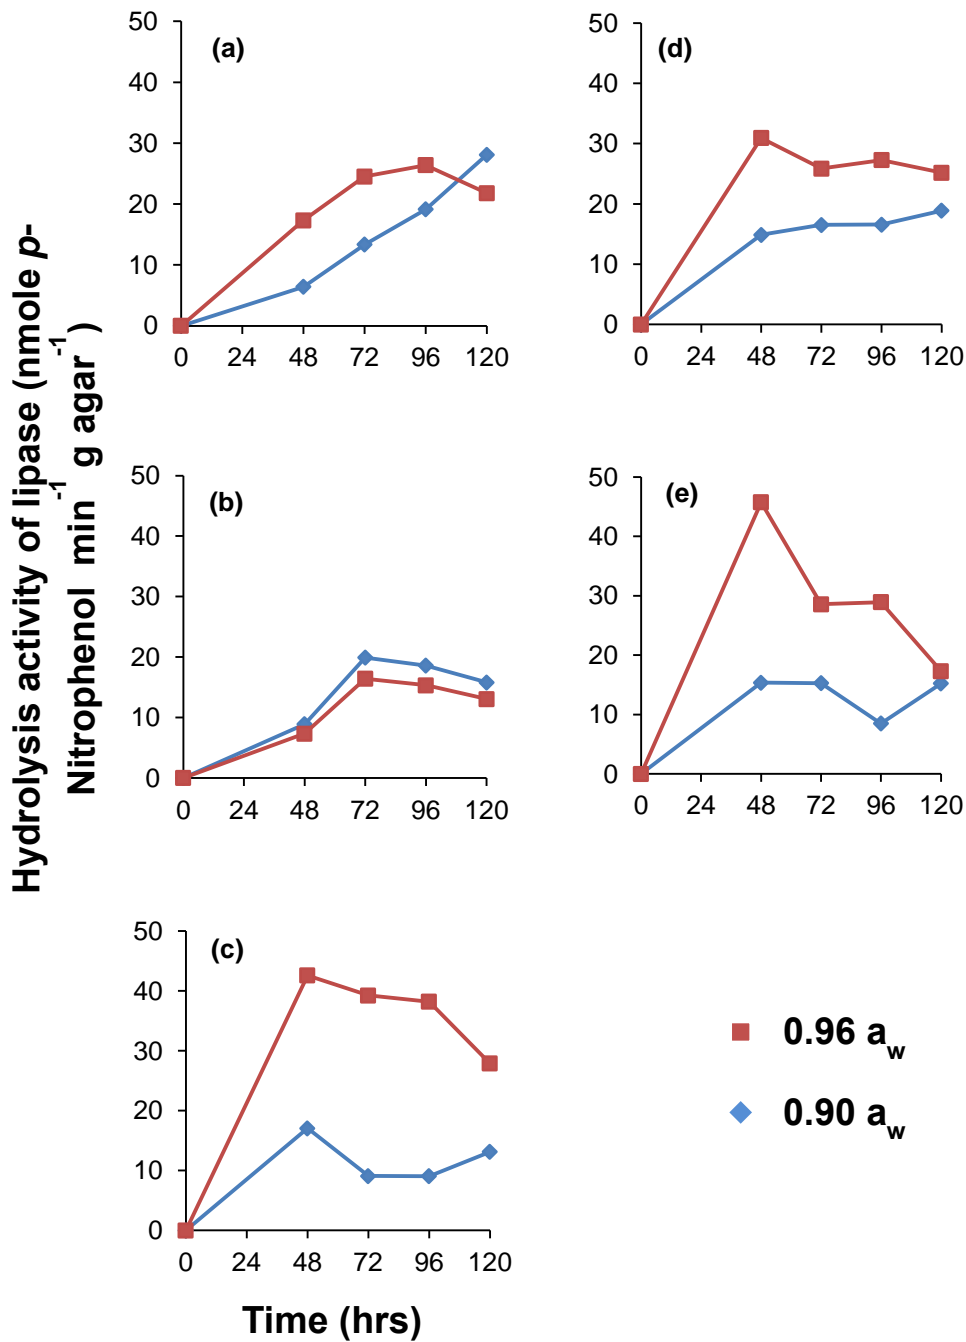 Hydrolysis activity of lipase (nmole p-
Nitrophenol min⁻¹ g agar⁻¹)
(a)
50
40
30
20
10
0
0 24 48 72 96 120
(d)
50
40
30
20
10
0
0 24 48 72 96 120
(b)
50
40
30
20
10
0
0 24 48 72 96 120
(e)
50
40
30
20
10
0
0 24 48 72 96 120
(c)
50
40
30
20
10
0
0 24 48 72 96 120
0.96 a_w
0.90 a_w
Time (hrs)